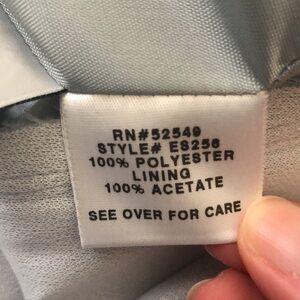 RN#52549
STYLE# ES256
100% POLYESTER
LINING
100% ACETATE
SEE OVER FOR CARE